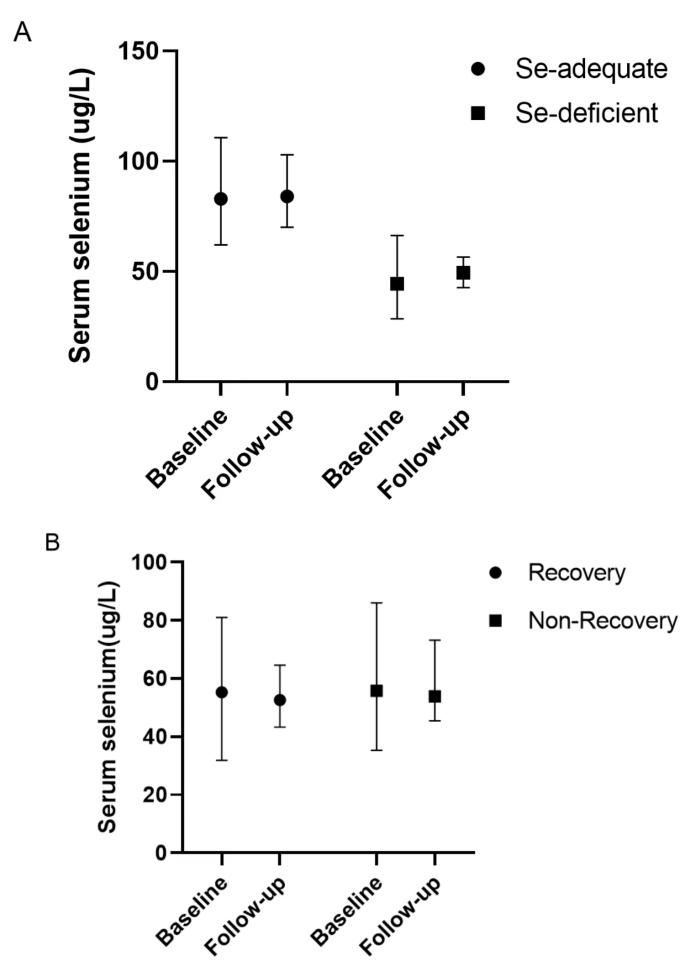 A
150
100
50
0
Serum selenium (ug/L)
Se-adequate
Se-deficient
Baseline
Follow-up
Baseline
Follow-up
B
100
80
60
40
20
0
Serum selenium(ug/L)
Recovery
Non-Recovery
Baseline
Follow-up
Baseline
Follow-up